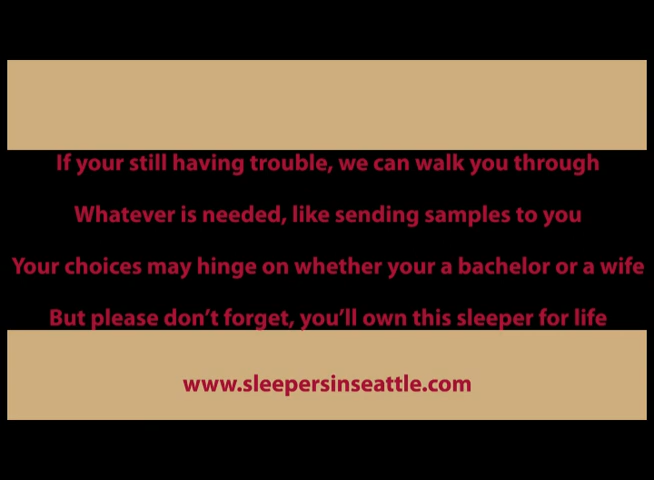 If your still having trouble, we can walk you through
Whatever is needed, like sending samples to you
Your choices may hinge on whether your a bachelor or a wife
But please don’t forget, you’ll own this sleeper for life
www.sleepersinseattle.com